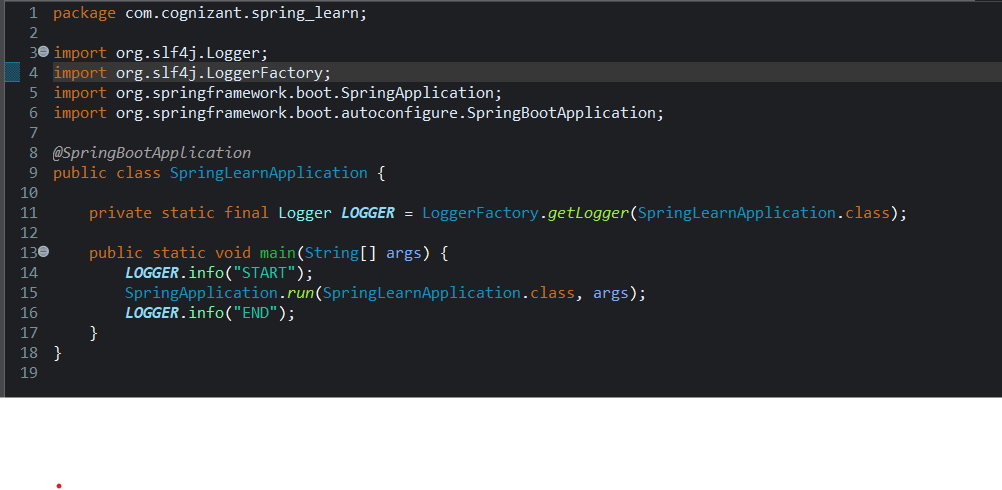 1 package com.cognizant.spring_learn;
2
3 import org.slf4j.Logger;
4 import org.slf4j.LoggerFactory;
5 import org.springframework.boot.SpringApplication;
6 import org.springframework.boot.autoconfigure.SpringBootApplication;
7
8 @SpringBootApplication
9 public class SpringLearnApplication {
10
11     private static final Logger LOGGER = LoggerFactory.getLogger(SpringLearnApplication.class);
12
13     public static void main(String[] args) {
14         LOGGER.info("START");
15         SpringApplication.run(SpringLearnApplication.class, args);
16         LOGGER.info("END");
17     }
18 }
19